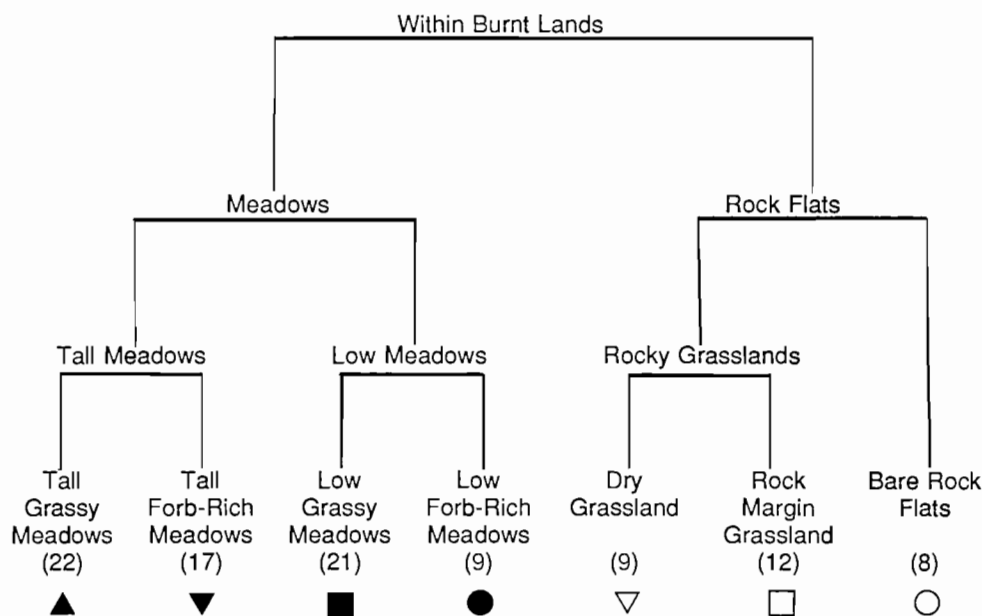 Within Burnt Lands
Meadows
Rock Flats
Tall Meadows
Low Meadows
Rocky Grasslands
Tall
Grassy
Meadows
(22)
Tall
Forb-Rich
Meadows
(17)
Low
Grassy
Meadows
(21)
Low
Forb-Rich
Meadows
(9)
Dry
Grassland
(9)
Rock
Margin
Grassland
(12)
Bare Rock
Flats
(8)